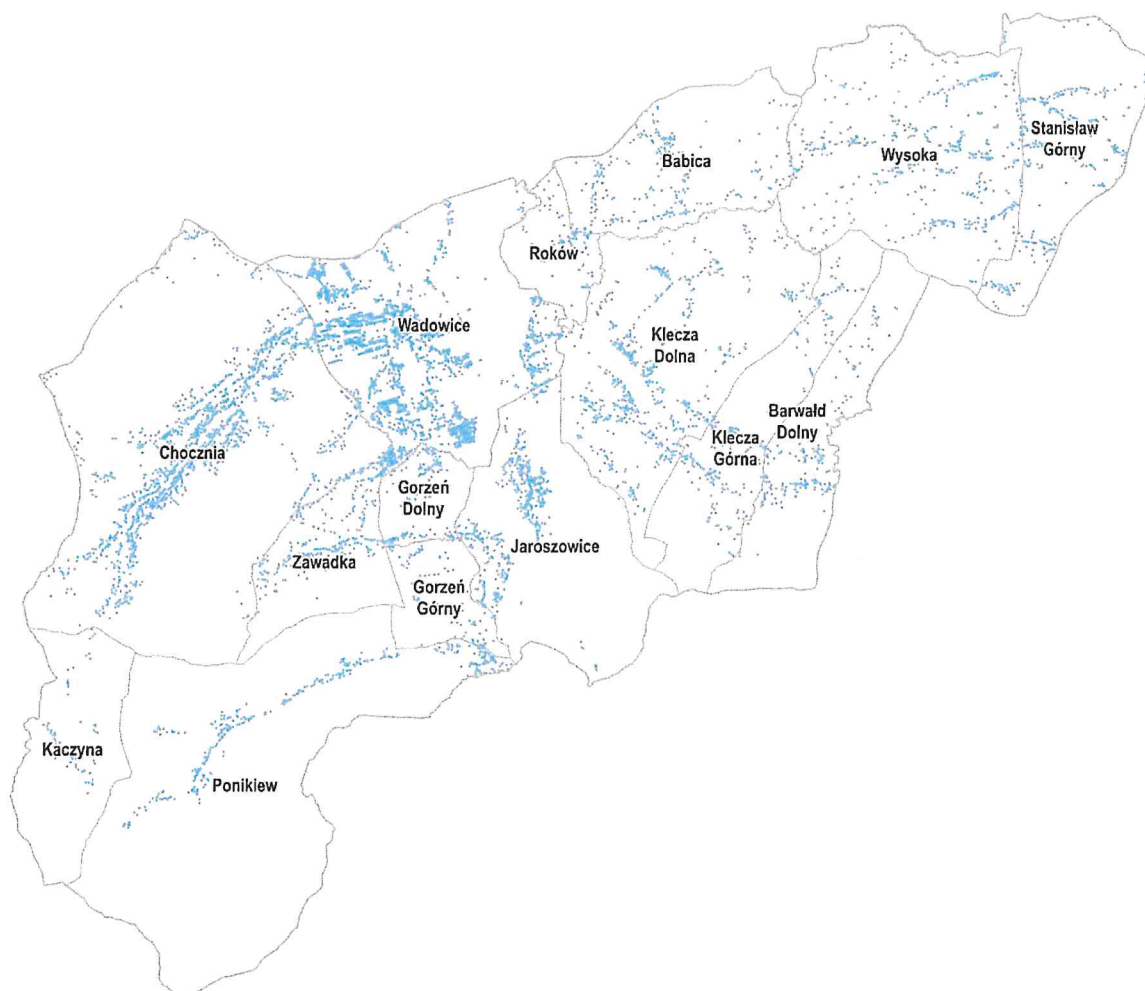 Stanisław
Górny
Wysoka
Babica
Roków
Wadowice
Klecza
Dolna
Barwałd
Dolny
Klecza
Górna
Chocznia
Gorzeń
Dolny
Jaroszowice
Zawadka
Gorzeń
Górny
Kaczyna
Ponikiew